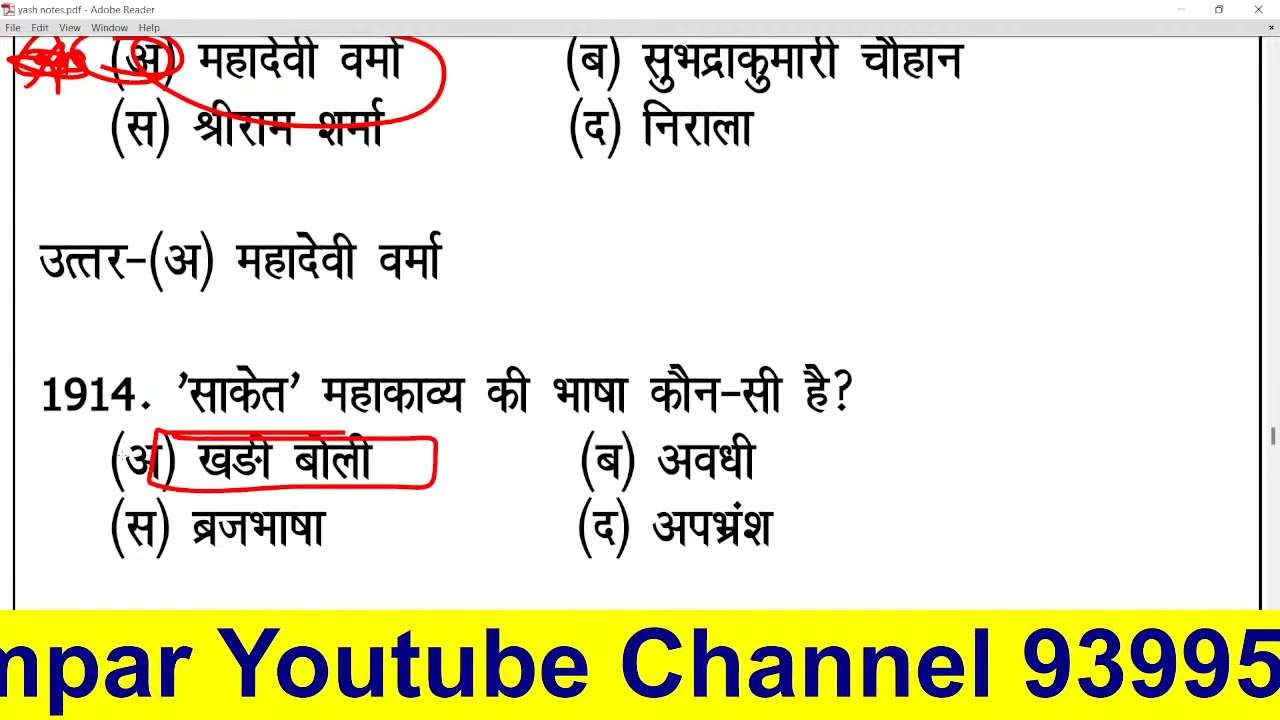 yash notes.pdf - Adobe Reader
File Edit View Window Help
(अ) महादेवी वर्मा (ब) सुभद्राकुमारी चौहान
(स) श्रीराम शर्मा (द) निराला
उत्तर-(अ) महादेवी वर्मा
1914. 'साकेत' महाकाव्य की भाषा कौन-सी है?
(अ) खडी बोली (ब) अवधी
(स) ब्रजभाषा (द) अपभ्रंश
mpar Youtube Channel 93995